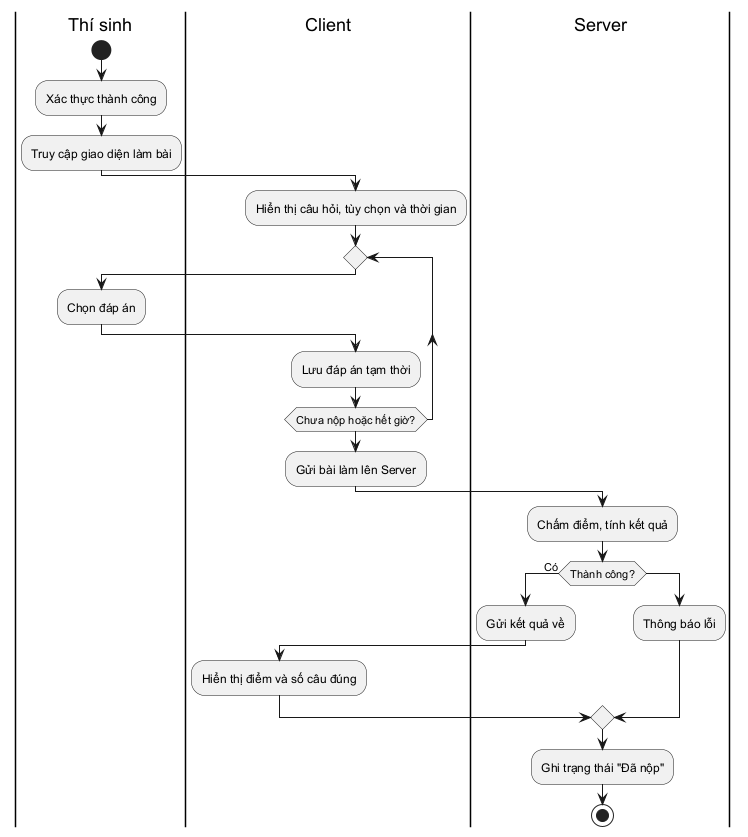 Thí sinh
Client
Server
Xác thực thành công
Truy cập giao diện làm bài
Hiển thị câu hỏi, tùy chọn và thời gian
Chọn đáp án
Lưu đáp án tạm thời
Chưa nộp hoặc hết giờ?
Gửi bài làm lên Server
Chấm điểm, tính kết quả
Có
Thành công?
Gửi kết quả về
Thông báo lỗi
Hiển thị điểm và số câu đúng
Ghi trạng thái "Đã nộp"